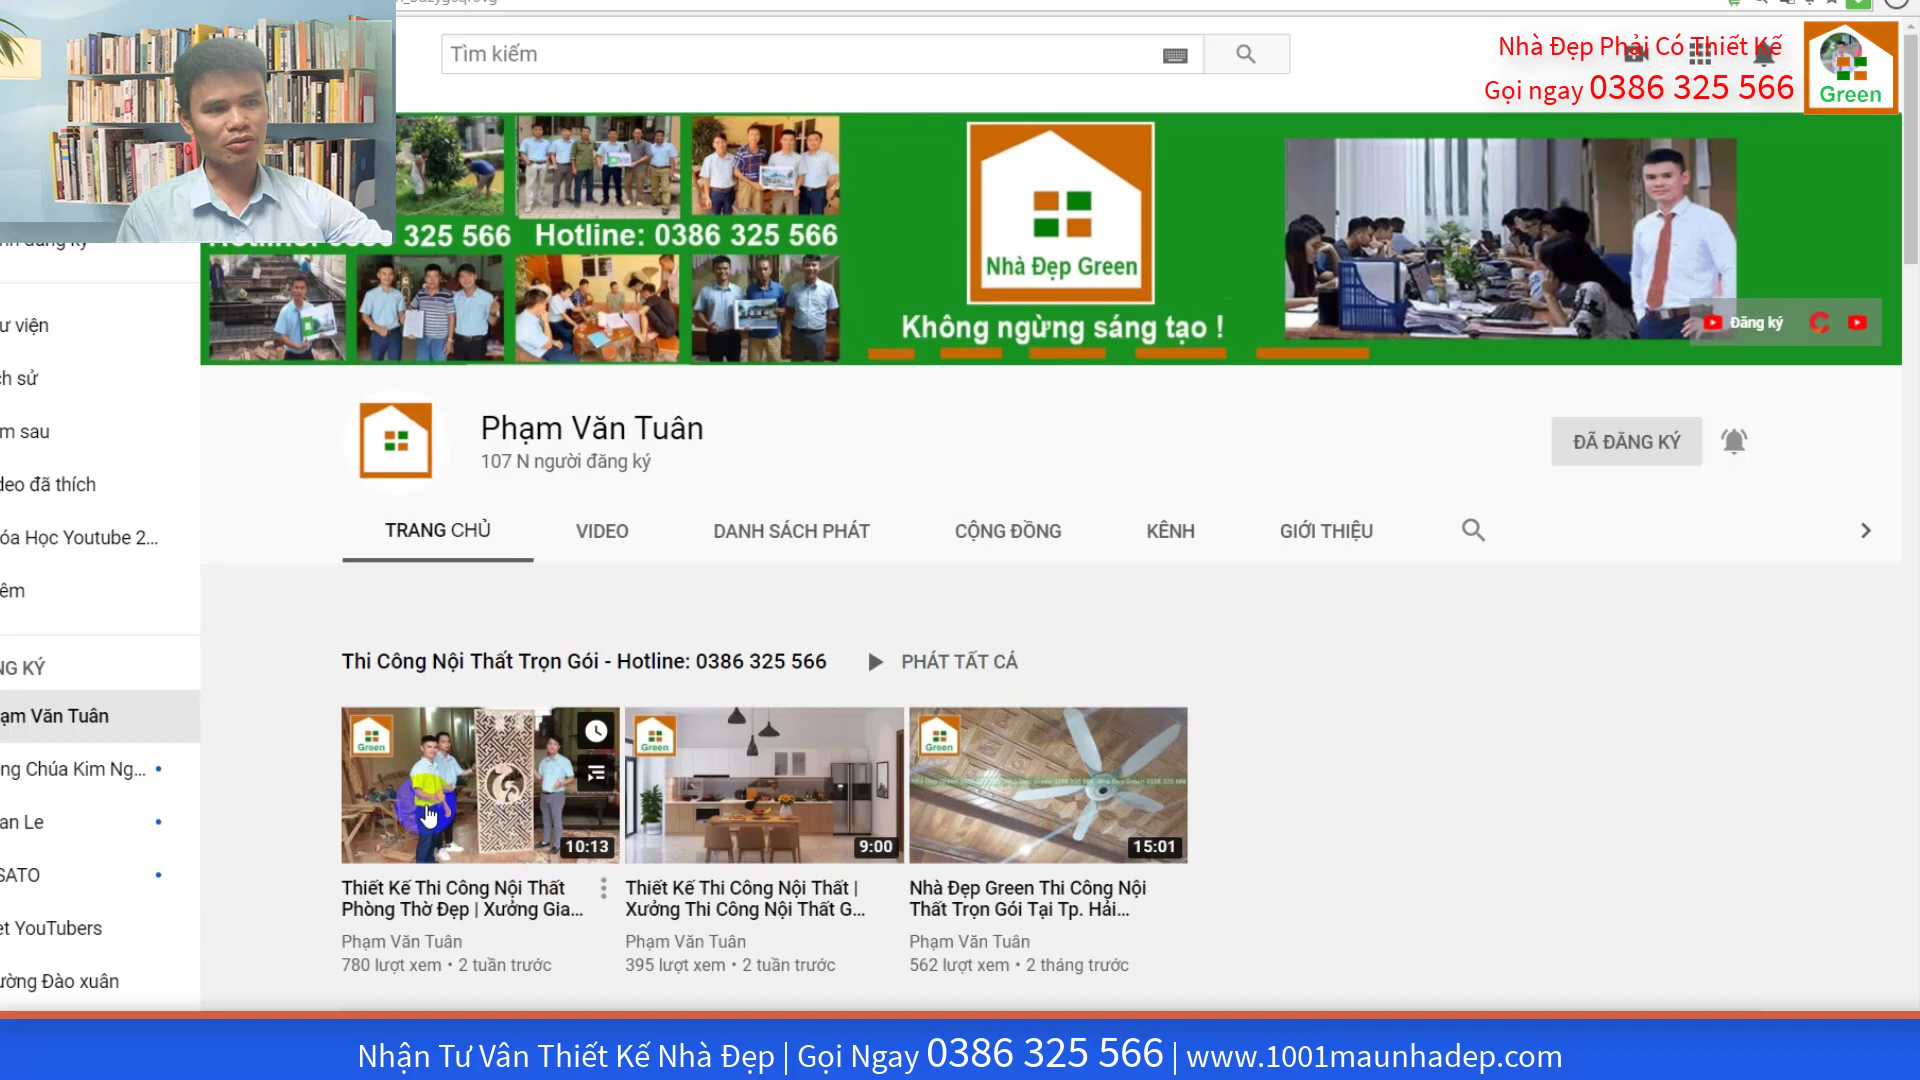 Tìm kiếm
Nhà Đẹp Phải Có Thiết Kế
Gọi ngay 0386 325 566
Green
325 566 Hotline: 0386 325 566
Nhà Đẹp Green
Không ngừng sáng tạo !
Đăng ký
ư viện
ch sử
m sau
deo đã thích
óa Học Youtube 2...
êm
NG KÝ
ạm Văn Tuân
ng Chúa Kim Ng...
an Le
SATO
et YouTubers
ường Đào xuân
Phạm Văn Tuân
107 N người đăng ký
ĐÃ ĐĂNG KÝ
TRANG CHỦ VIDEO DANH SÁCH PHÁT CỘNG ĐỒNG KÊNH GIỚI THIỆU
Thi Công Nội Thất Trọn Gói - Hotline: 0386 325 566 PHÁT TẤT CẢ
Green Green Green
10:13 9:00 15:01
Thiết Kế Thi Công Nội Thất
Phòng Thờ Đẹp | Xưởng Gia...
Phạm Văn Tuân
780 lượt xem • 2 tuần trước
Thiết Kế Thi Công Nội Thất |
Xưởng Thi Công Nội Thất G...
Phạm Văn Tuân
395 lượt xem • 2 tuần trước
Nhà Đẹp Green Thi Công Nội
Thất Trọn Gói Tại Tp. Hải...
Phạm Văn Tuân
562 lượt xem • 2 tháng trước
Nhận Tư Vân Thiết Kế Nhà Đẹp | Gọi Ngay 0386 325 566 | www.1001maunhadep.com